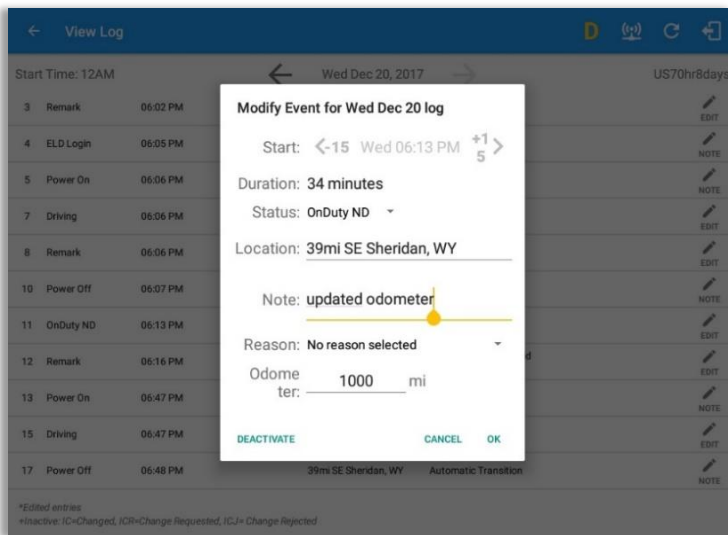 View Log
D
Start Time: 12AM
Wed Dec 20, 2017
US70hr8days
3 Remark 06:02 PM EDIT
4 ELD Login 06:05 PM NOTE
5 Power On 06:06 PM NOTE
7 Driving 06:06 PM EDIT
8 Remark 06:06 PM EDIT
10 Power Off 06:07 PM NOTE
11 OnDuty ND 06:13 PM EDIT
12 Remark 06:16 PM EDIT
13 Power On 06:47 PM NOTE
15 Driving 06:47 PM EDIT
17 Power Off 06:48 PM 39mi SE Sheridan, WY Automatic Transition NOTE
Modify Event for Wed Dec 20 log
Start: -15 Wed 06:13 PM +1
5
Duration: 34 minutes
Status: OnDuty ND
Location: 39mi SE Sheridan, WY
Note: updated odometer
Reason: No reason selected
Odome
ter: 1000 mi
DEACTIVATE CANCEL OK
*Edited entries
+Inactive: IC=Changed, ICR=Change Requested, ICJ= Change Rejected